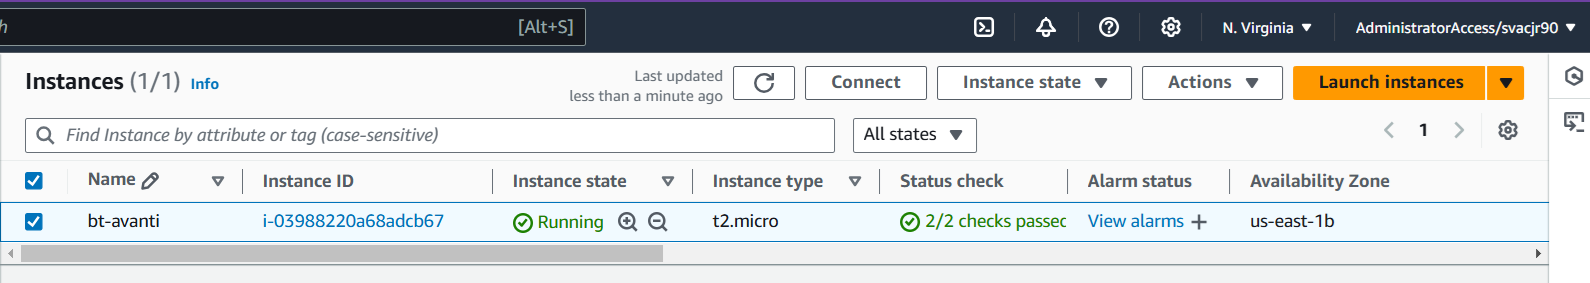 [Alt+S]
N. Virginia
AdministratorAccess/svacjr90
Instances (1/1) Info
Last updated
less than a minute ago
Connect
Instance state
Actions
Launch instances
Find Instance by attribute or tag (case-sensitive)
All states
1
Name
Instance ID
Instance state
Instance type
Status check
Alarm status
Availability Zone
bt-avanti
i-03988220a68adcb67
Running
t2.micro
2/2 checks passec
View alarms +
us-east-1b